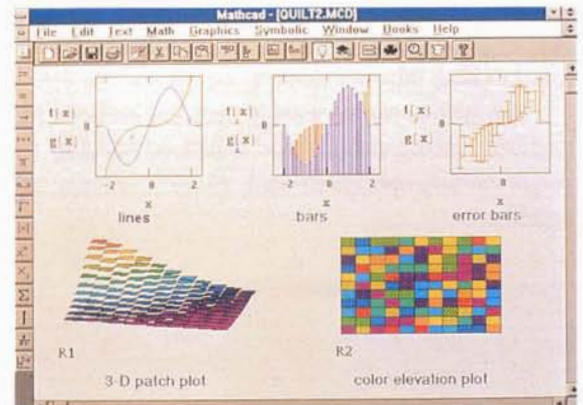 Mathcad - [QUILT2.MCD]
File Edit Text Math Graphics Symbolic Window Books Help
f(x)
g(x)
0
-2 0 2
x
lines
f(x)
g(x)
0
-2 0 2
x
bars
f(x)
g(x)
0
0
x
error bars
R1
3-D patch plot
R2
color elevation plot